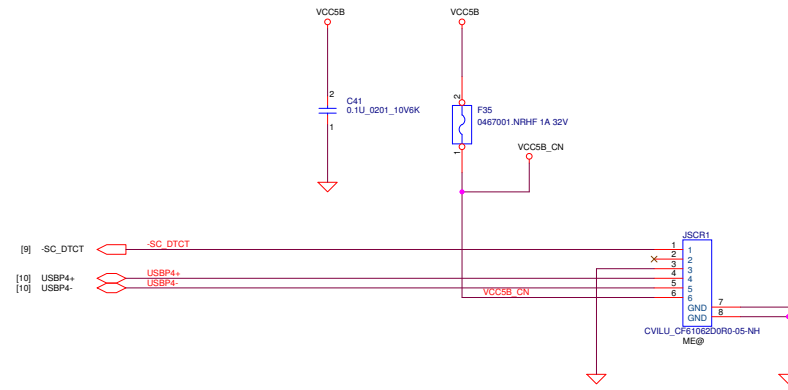 VCC5B
VCC5B
2
C41
0.1U_0201_10V6K
1
2
F35
0467001.NRHF 1A 32V
1
VCC5B_CN
JSCR1
[9] -SC_DTCT
-SC_DTCT
1
1
2
2
3
3
[10] USBP4+
USBP4+
4
4
[10] USBP4-
USBP4-
5
5
VCC5B_CN
6
6
GND
7
GND
8
CVILU_CF61062D0R0-05-NH
ME@